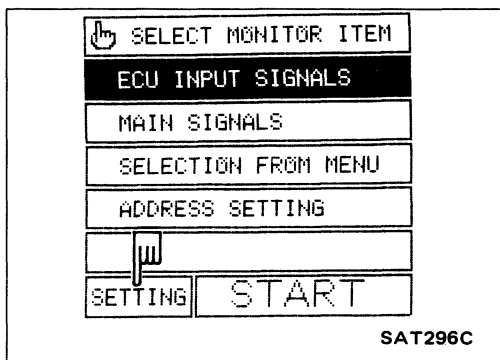 SELECT MONITOR ITEM
ECU INPUT SIGNALS
MAIN SIGNALS
SELECTION FROM MENU
ADDRESS SETTING
SETTING START
SAT296C